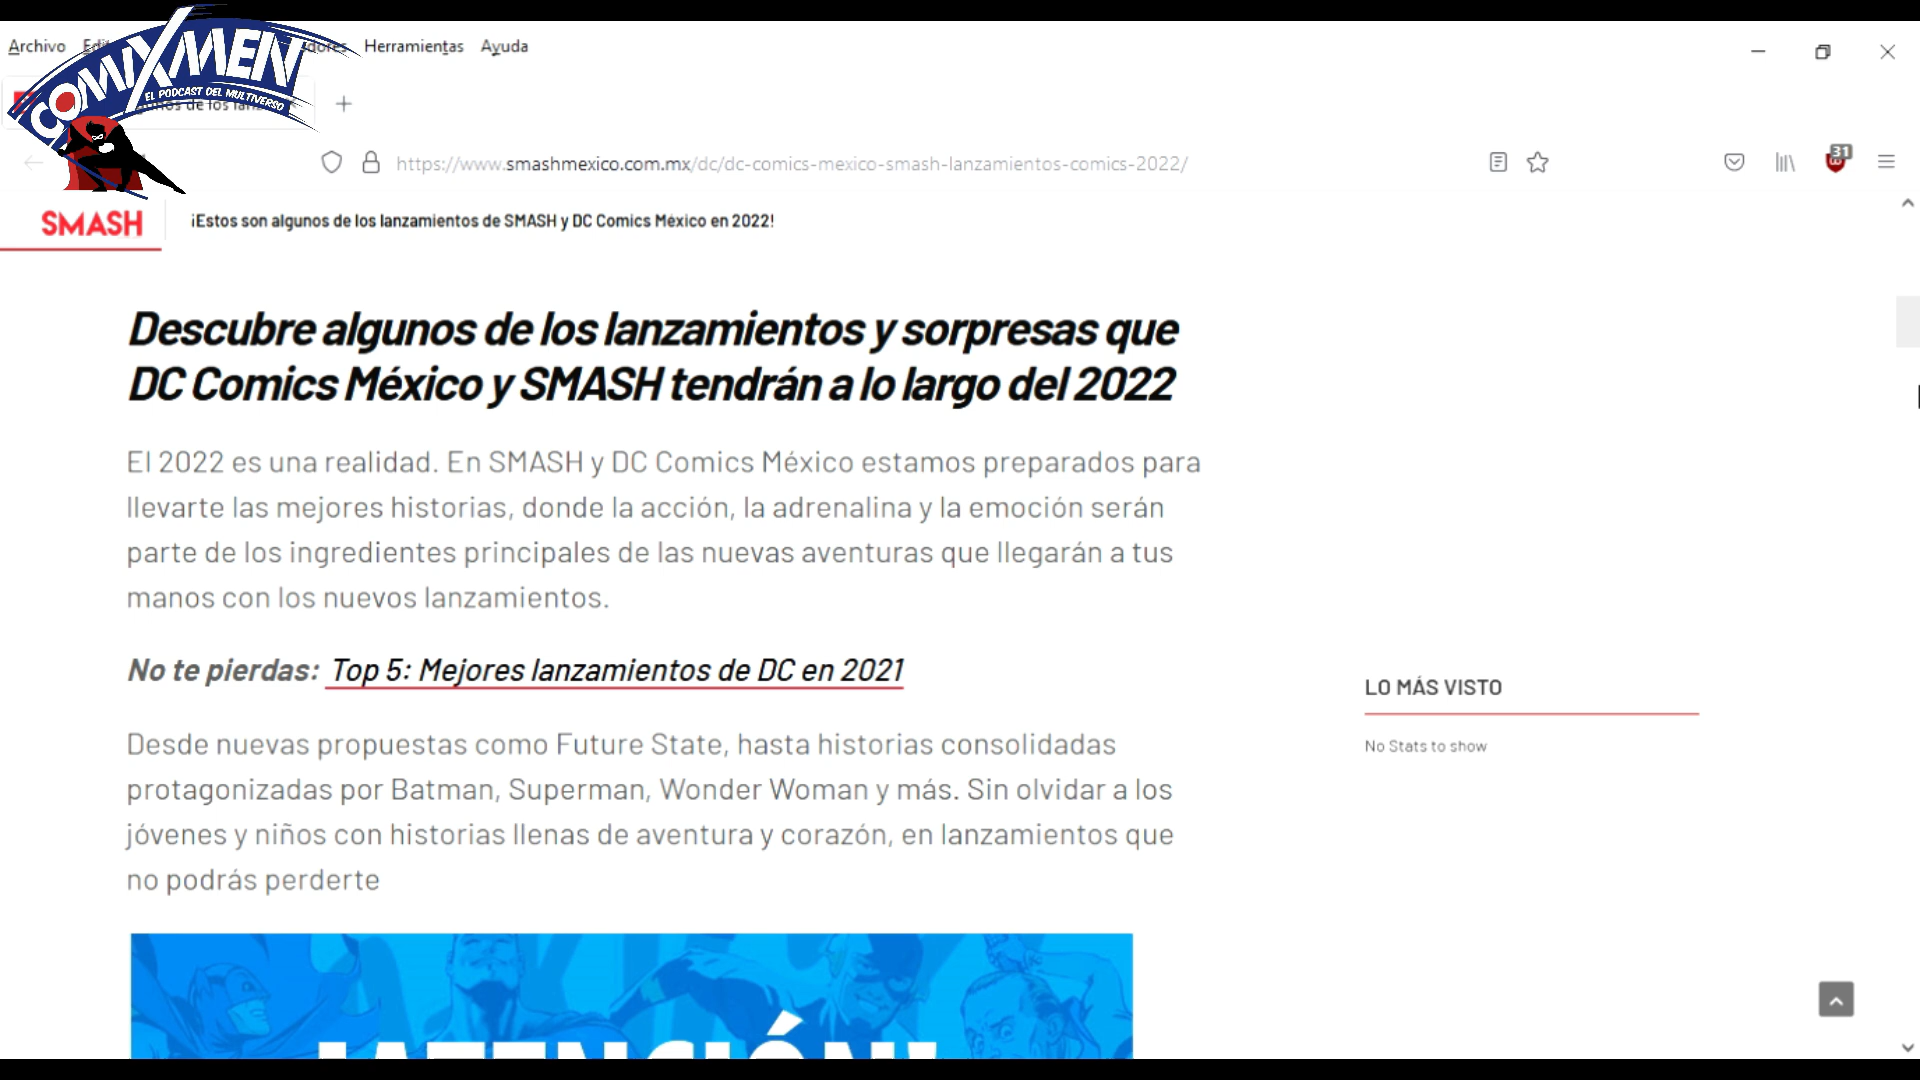 Archivo
Herramientas
Ayuda
COMIXMEN
EL PODCAST DEL MULTIVERSO
https://www.smashmexico.com.mx/dc/dc-comics-mexico-smash-lanzamientos-comics-2022/
31
SMASH
¡Estos son algunos de los lanzamientos de SMASH y DC Comics México en 2022!
Descubre algunos de los lanzamientos y sorpresas que
DC Comics México y SMASH tendrán a lo largo del 2022
El 2022 es una realidad. En SMASH y DC Comics México estamos preparados para
llevarte las mejores historias, donde la acción, la adrenalina y la emoción serán
parte de los ingredientes principales de las nuevas aventuras que llegarán a tus
manos con los nuevos lanzamientos.
No te pierdas: Top 5: Mejores lanzamientos de DC en 2021
Desde nuevas propuestas como Future State, hasta historias consolidadas
protagonizadas por Batman, Superman, Wonder Woman y más. Sin olvidar a los
jóvenes y niños con historias llenas de aventura y corazón, en lanzamientos que
no podrás perderte
LO MÁS VISTO
No Stats to show
¡ATENCIÓN!